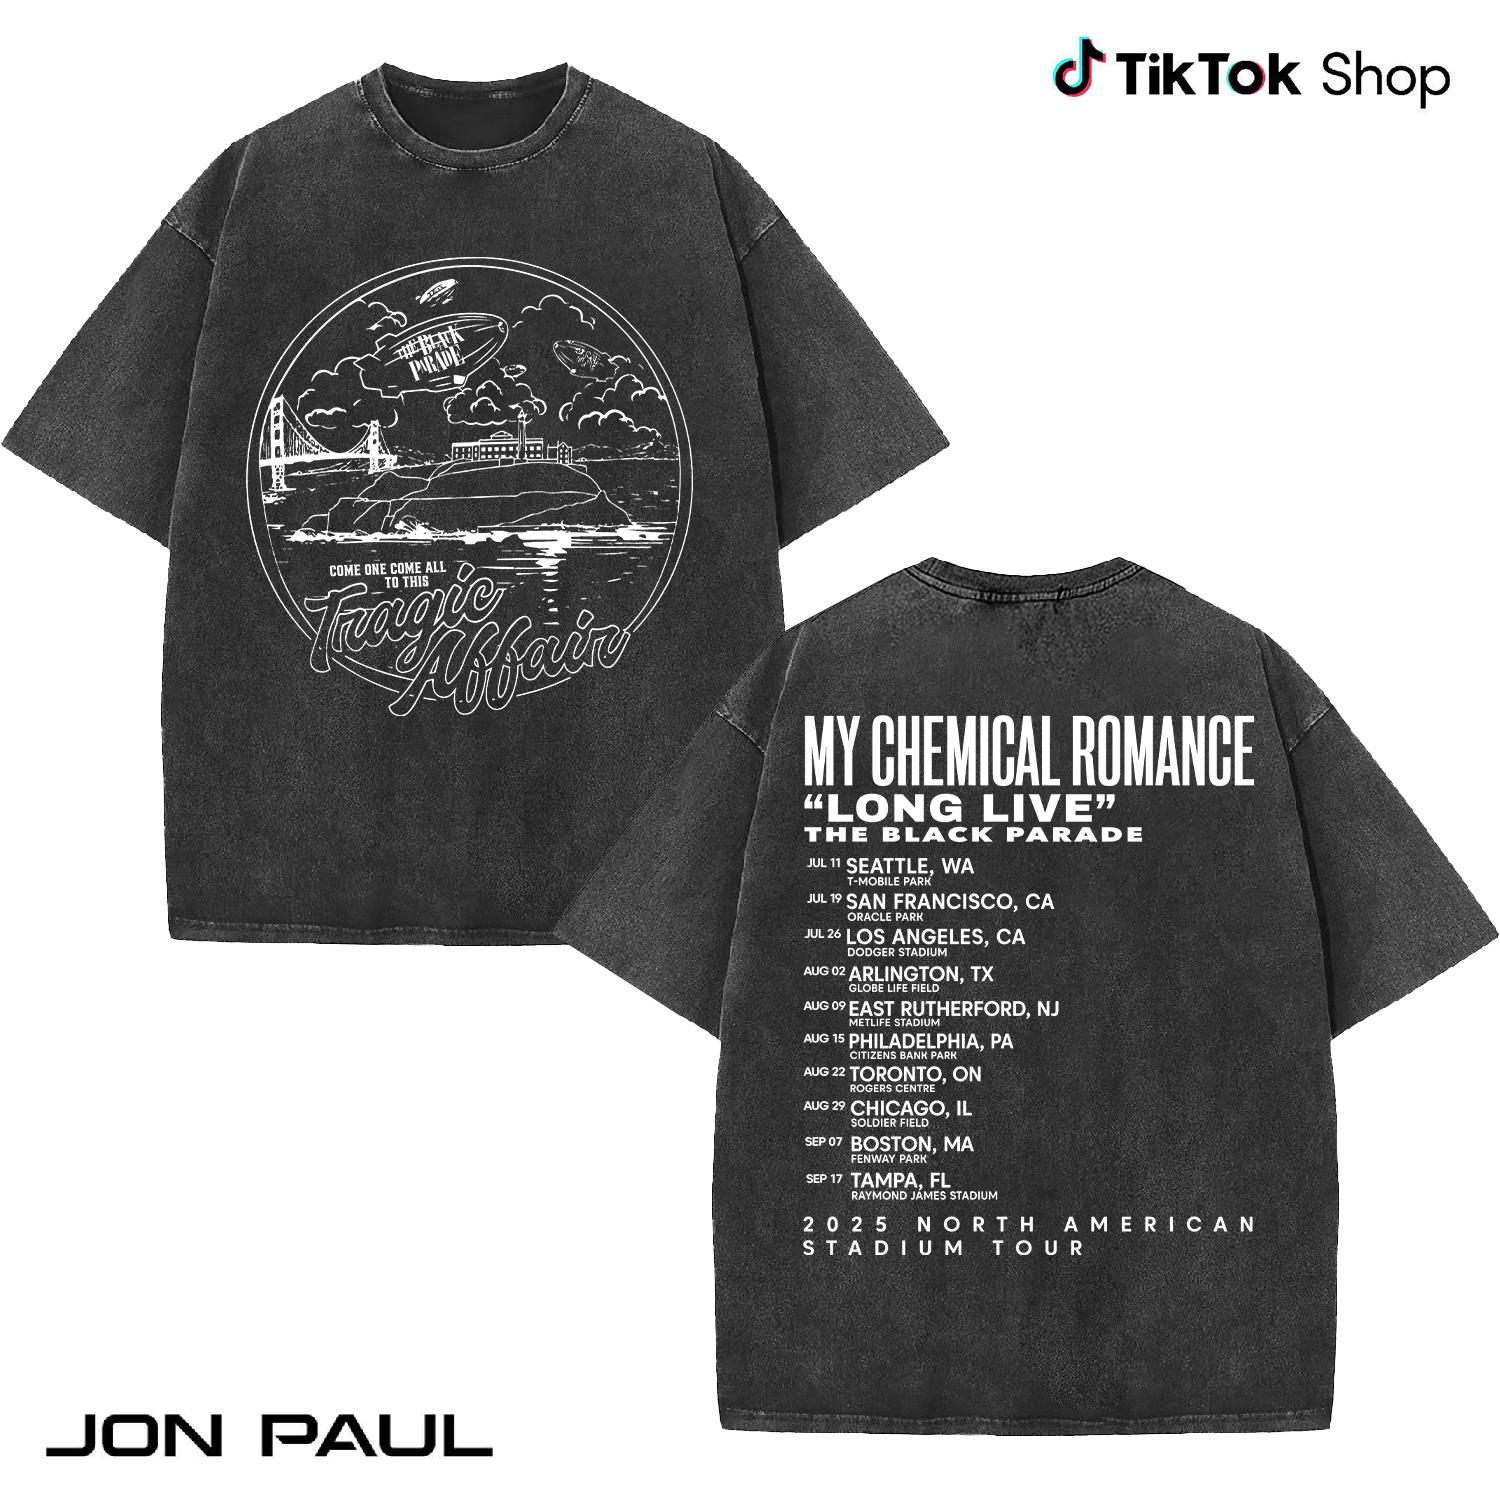 TikTok Shop
THE BLACK
PARADE
COME ONE COME ALL
TO THIS
Tragic
Affair
MY CHEMICAL ROMANCE
“LONG LIVE”
THE BLACK PARADE
JUL 11 SEATTLE, WA
T-MOBILE PARK
JUL 19 SAN FRANCISCO, CA
ORACLE PARK
JUL 26 LOS ANGELES, CA
DODGER STADIUM
AUG 02 ARLINGTON, TX
GLOBE LIFE FIELD
AUG 09 EAST RUTHERFORD, NJ
METLIFE STADIUM
AUG 15 PHILADELPHIA, PA
CITIZENS BANK PARK
AUG 22 TORONTO, ON
ROGERS CENTRE
AUG 29 CHICAGO, IL
SOLDIER FIELD
SEP 07 BOSTON, MA
FENWAY PARK
SEP 17 TAMPA, FL
RAYMOND JAMES STADIUM
2025 NORTH AMERICAN
STADIUM TOUR
JON PAUL